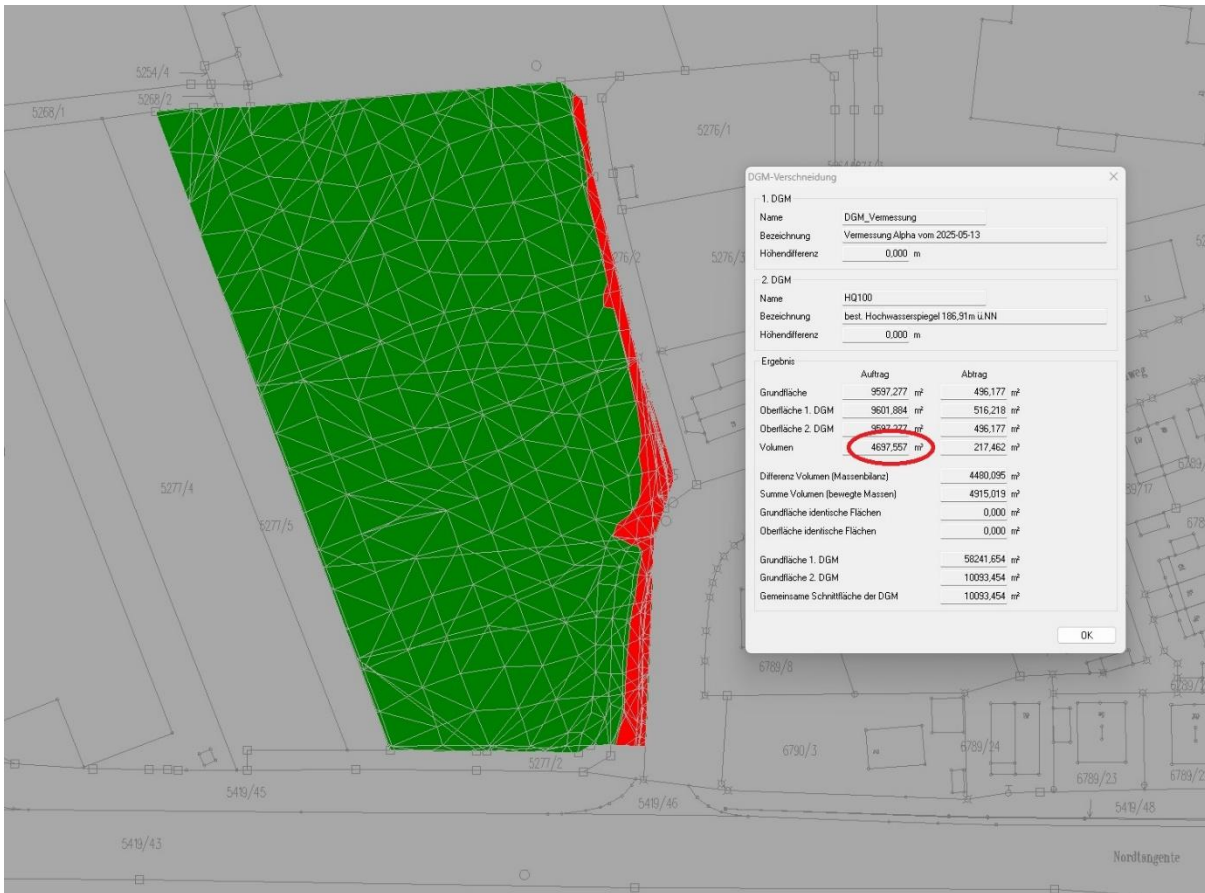 5254/4
5268/2
5268/1
5276/1
5276/2
5276/3
5277/4
5277/5
5277/2
5419/45
5419/46
5419/43
5419/48
6789/8
6790/3
6789/24
6789/23
Nordtangente
DGM-Verschneidung
1. DGM
Name DGM_Vermessung
Bezeichnung Vermessung Alpha vom 2025-05-13
Höhendifferenz 0,000 m
2. DGM
Name HQ100
Bezeichnung best. Hochwasserspiegel 186,91m ü.NN
Höhendifferenz 0,000 m
Ergebnis
Auftrag Abtrag
Grundfläche 9597,277 m² 496,177 m²
Oberfläche 1. DGM 9601,884 m² 516,218 m²
Oberfläche 2. DGM 9597,277 m² 496,177 m²
Volumen 4697,557 m³ 217,462 m³
Differenz Volumen (Massenbilanz) 4480,095 m³
Summe Volumen (bewegte Massen) 4915,019 m³
Grundfläche identische Flächen 0,000 m²
Oberfläche identische Flächen 0,000 m²
Grundfläche 1. DGM 58241,654 m²
Grundfläche 2. DGM 10093,454 m²
Gemeinsame Schnittfläche der DGM 10093,454 m²
OK